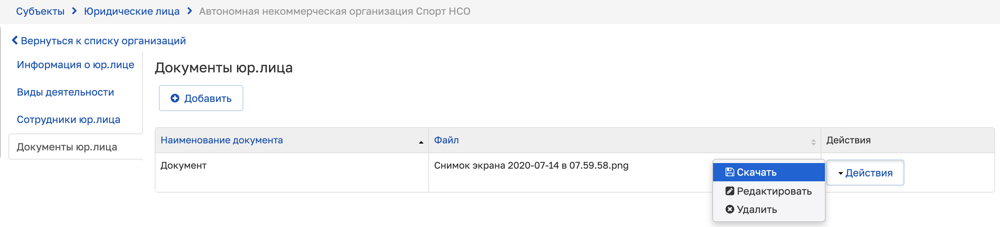 Субъекты > Юридические лица > Автономная некоммерческая организация Спорт НСО
Вернуться к списку организаций
Информация о юр.лице
Виды деятельности
Сотрудники юр.лица
Документы юр.лица
Документы юр.лица
Добавить
Наименование документа Файл Действия
Документ Снимок экрана 2020-07-14 в 07.59.58.png Действия
Скачать
Редактировать
Удалить